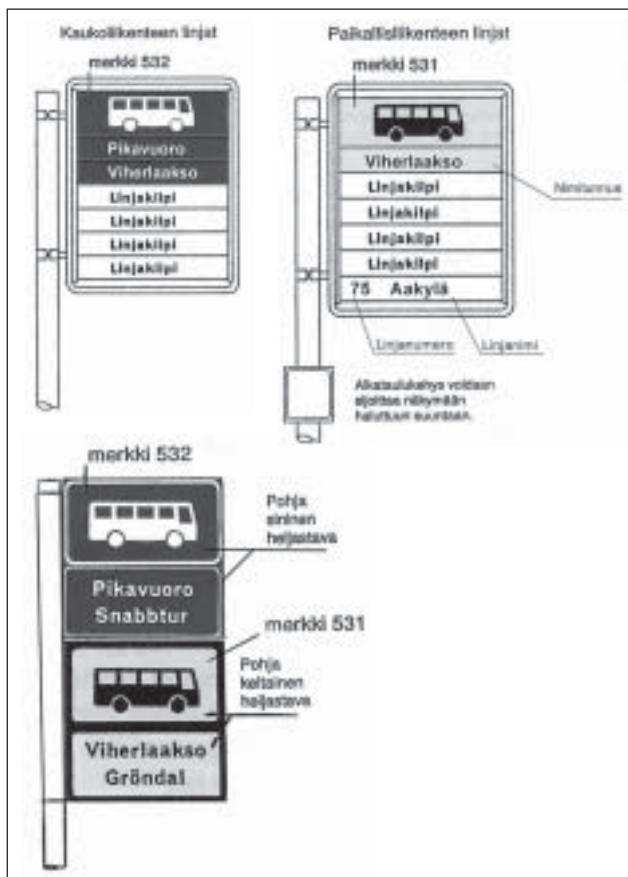 Kaukoliikenteen linjat
merkki 532
Pikavuoro
Viherlaakso
Linjakilpi
Linjakilpi
Linjakilpi
Linjakilpi
Paikallisliikenteen linjat
merkki 531
Viherlaakso
Linjakilpi
Linjakilpi
Linjakilpi
Linjakilpi
75 Aakylä
Nimitunnus
Linjanumero
Linjanimi
Aikataulukehys voidaan
sijoittaa näkymään
haluttuun suuntaan.
merkki 532
Pohja
sininen
heijastava
Pikavuoro
Snabbtur
merkki 531
Pohja
keltainen
heijastava
Viherlaakso
Gröndal